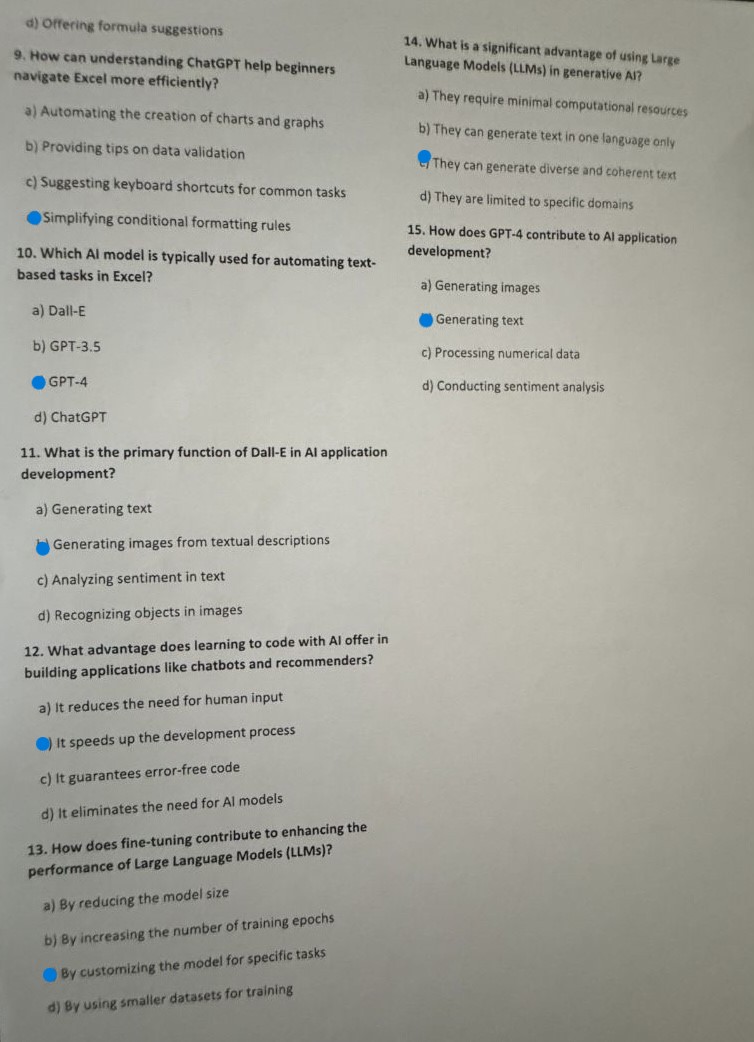 d) Offering formula suggestions
9. How can understanding ChatGPT help beginners
navigate Excel more efficiently?
a) Automating the creation of charts and graphs
b) Providing tips on data validation
c) Suggesting keyboard shortcuts for common tasks
Simplifying conditional formatting rules
10. Which AI model is typically used for automating text-
based tasks in Excel?
a) Dall-E
b) GPT-3.5
GPT-4
d) ChatGPT
11. What is the primary function of Dall-E in AI application
development?
a) Generating text
Generating images from textual descriptions
c) Analyzing sentiment in text
d) Recognizing objects in images
12. What advantage does learning to code with AI offer in
building applications like chatbots and recommenders?
a) It reduces the need for human input
) It speeds up the development process
c) It guarantees error-free code
d) It eliminates the need for AI models
13. How does fine-tuning contribute to enhancing the
performance of Large Language Models (LLMs)?
a) By reducing the model size
b) By increasing the number of training epochs
By customizing the model for specific tasks
d) By using smaller datasets for training
14. What is a significant advantage of using Large
Language Models (LLMs) in generative AI?
a) They require minimal computational resources
b) They can generate text in one language only
They can generate diverse and coherent text
d) They are limited to specific domains
15. How does GPT-4 contribute to AI application
development?
a) Generating images
Generating text
c) Processing numerical data
d) Conducting sentiment analysis